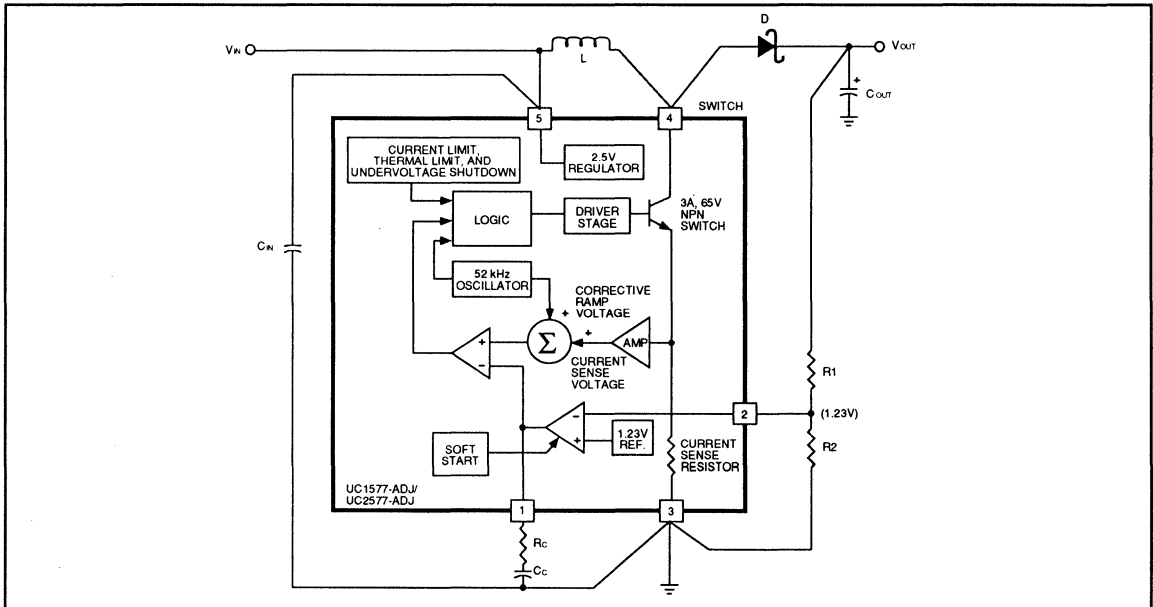 D
VIN
L
VOUT
+
COUT
SWITCH
5
4
CURRENT LIMIT,
THERMAL LIMIT, AND
UNDERVOLTAGE SHUTDOWN
2.5V
REGULATOR
LOGIC
DRIVER
STAGE
3A, 65V
NPN
SWITCH
CIN
52 kHz
OSCILLATOR
CORRECTIVE
RAMP
VOLTAGE
+
+
-
Σ
+
AMP
CURRENT
SENSE
VOLTAGE
R1
2
(1.23V)
-
+
1.23V
REF.
SOFT
START
CURRENT
SENSE
RESISTOR
R2
UC1577-ADJ/
UC2577-ADJ
1
3
RC
CC